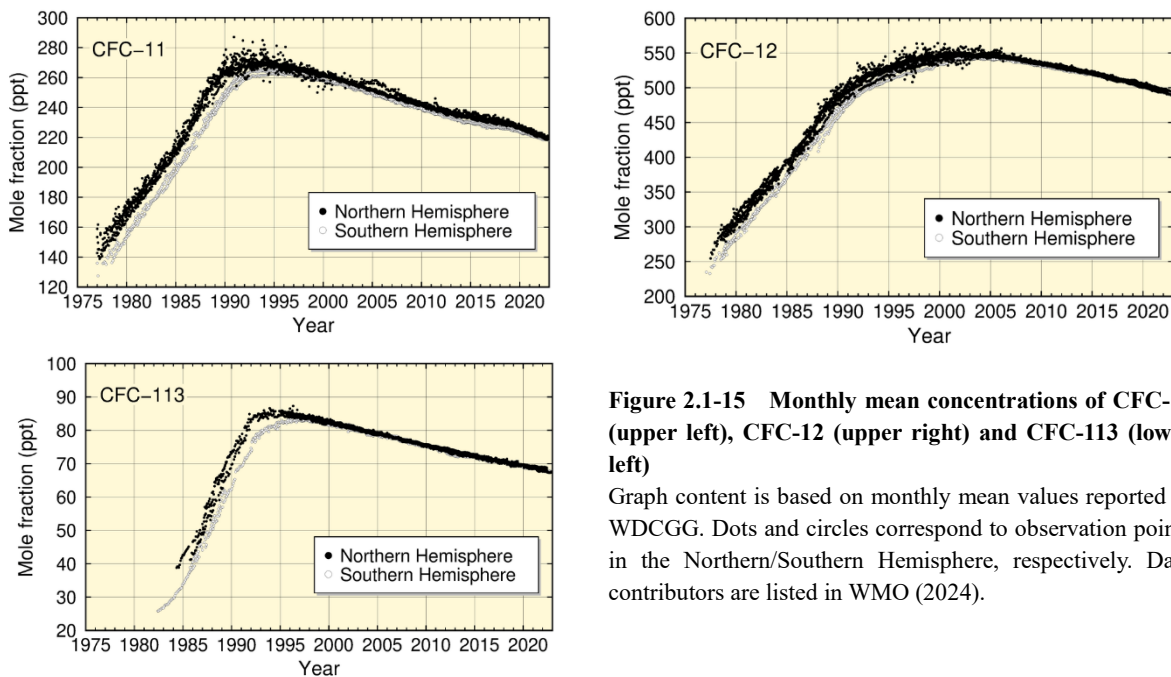 CFC-11
300
280
260
240
220
200
180
160
140
120
Mole fraction (ppt)
Northern Hemisphere
Southern Hemisphere
1975 1980 1985 1990 1995 2000 2005 2010 2015 2020
Year
CFC-12
600
550
500
450
400
350
300
250
200
Mole fraction (ppt)
Northern Hemisphere
Southern Hemisphere
1975 1980 1985 1990 1995 2000 2005 2010 2015 2020
Year
CFC-113
100
90
80
70
60
50
40
30
20
Mole fraction (ppt)
Northern Hemisphere
Southern Hemisphere
1975 1980 1985 1990 1995 2000 2005 2010 2015 2020
Year
Figure 2.1-15 Monthly mean concentrations of CFC-
(upper left), CFC-12 (upper right) and CFC-113 (low
left)
Graph content is based on monthly mean values reported
WDCGG. Dots and circles correspond to observation poin
in the Northern/Southern Hemisphere, respectively. Da
contributors are listed in WMO (2024).